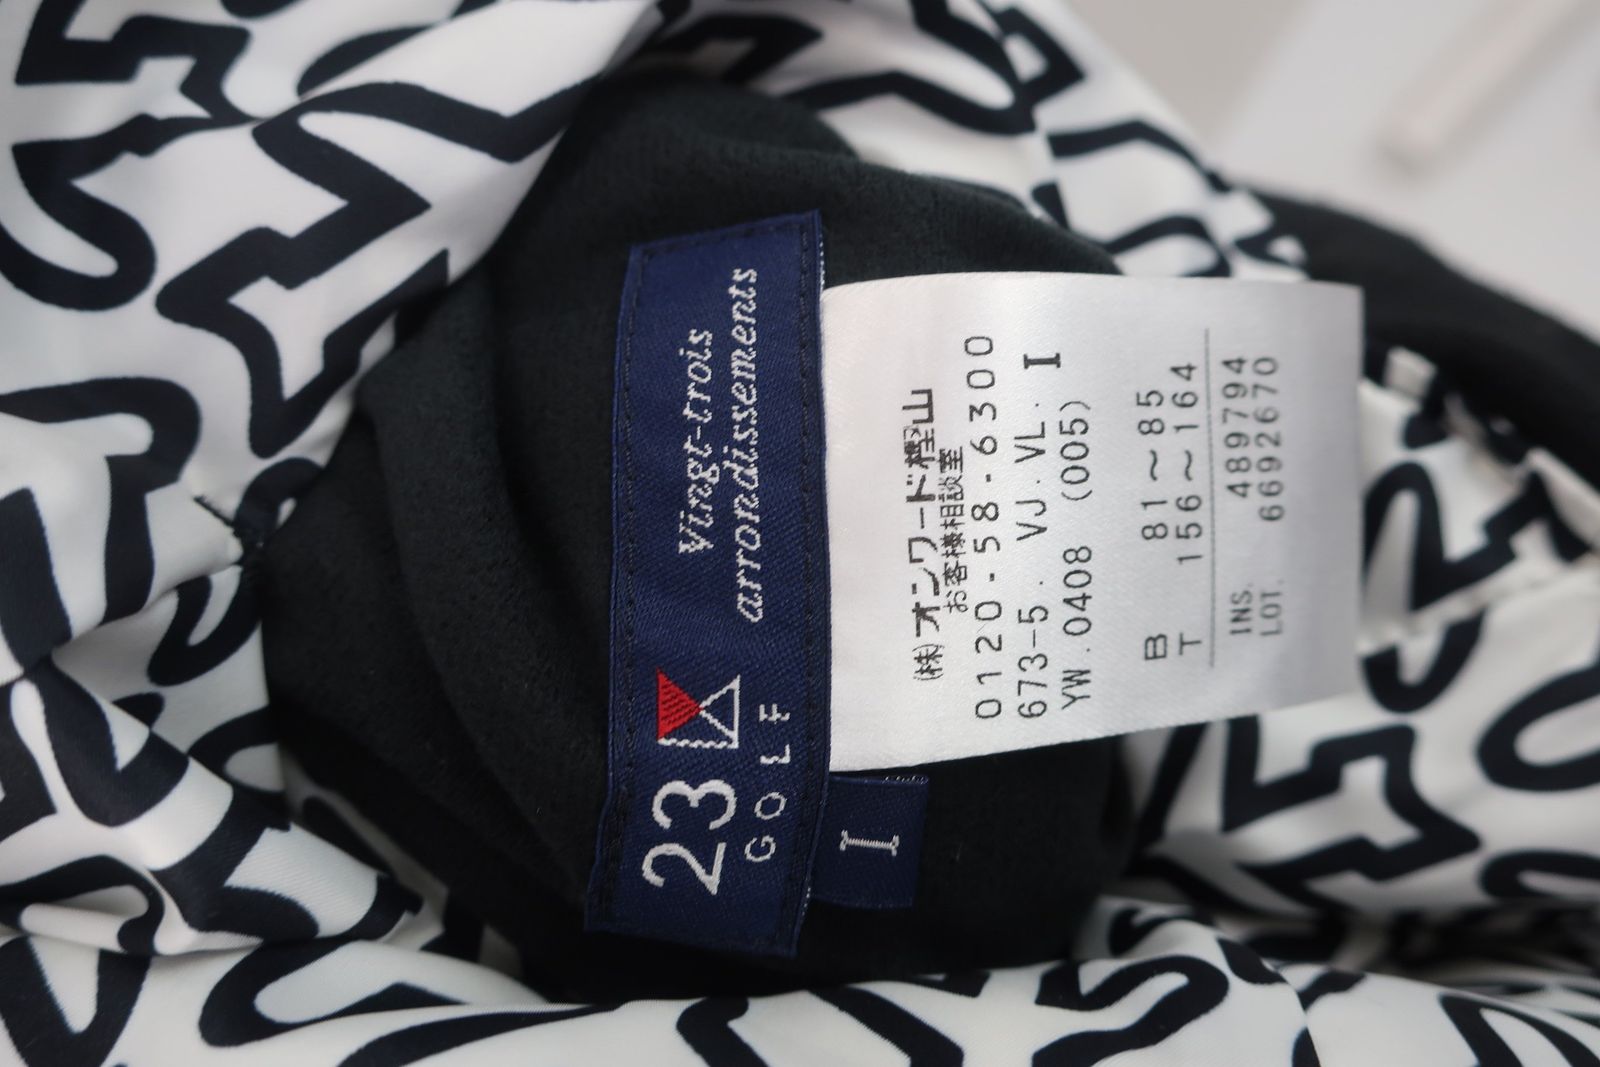 23
GOLF
Vingt-trois
arrondissements
I
㈱オンワード樫山
お客様相談室
0120-58-6300
673-5. VJ.VL. I
YW.0408 (005)
B 81〜85
T 156〜164
INS. 489794
LOT. 6692670